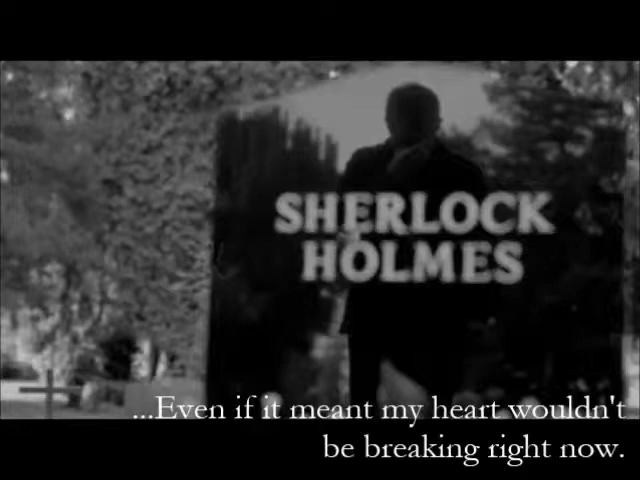 SHERLOCK
HOLMES
...Even if it meant my heart wouldn't
be breaking right now.